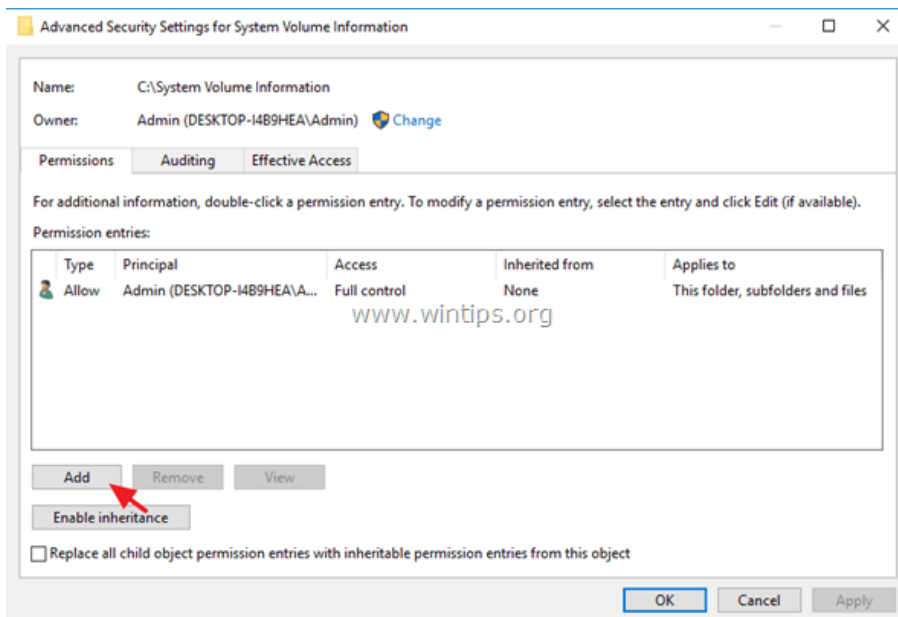 Advanced Security Settings for System Volume Information
Name: C:\System Volume Information
Owner: Admin (DESKTOP-I4B9HEA\Admin) Change
Permissions Auditing Effective Access
For additional information, double-click a permission entry. To modify a permission entry, select the entry and click Edit (if available).
Permission entries:
Type Principal Access Inherited from Applies to
Allow Admin (DESKTOP-I4B9HEA\A... Full control None This folder, subfolders and files
www.wintips.org
Add Remove View
Enable inheritance
Replace all child object permission entries with inheritable permission entries from this object
OK Cancel Apply